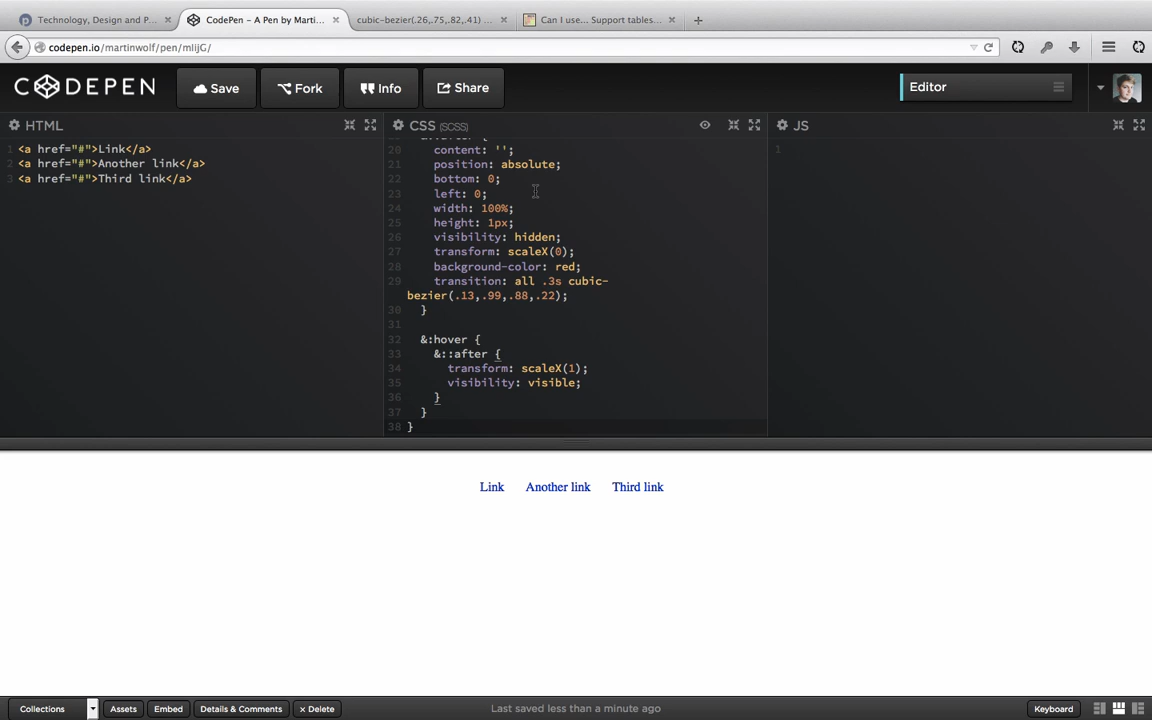 Technology, Design and P...
CodePen - A Pen by Marti...
cubic-bezier(.26,.75,.82,.41) ...
Can I use... Support tables...
codepen.io/martinwolf/pen/mIijG/
CODEPEN
Save
Fork
Info
Share
Editor
HTML
1 <a href="#">Link</a>
2 <a href="#">Another link</a>
3 <a href="#">Third link</a>
CSS (SCSS)
20 content: '';
21 position: absolute;
22 bottom: 0;
23 left: 0;
24 width: 100%;
25 height: 1px;
26 visibility: hidden;
27 transform: scaleX(0);
28 background-color: red;
29 transition: all .3s cubic-
bezier(.13,.99,.88,.22);
30 }
31
32 &:hover {
33 &::after {
34 transform: scaleX(1);
35 visibility: visible;
36 }
37 }
38 }
JS
1
Link Another link Third link
Collections
Assets
Embed
Details & Comments
× Delete
Last saved less than a minute ago
Keyboard